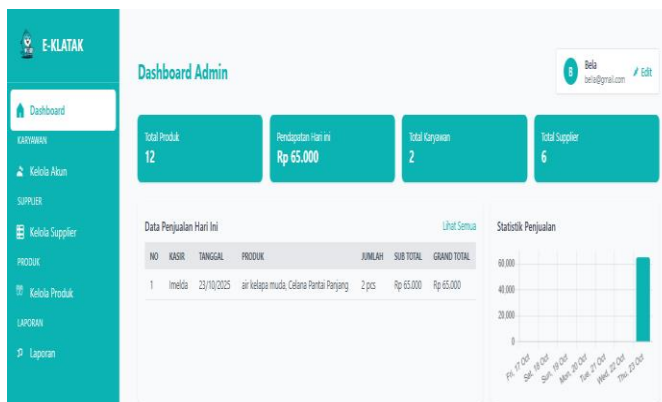 E-KLATAK
Dashboard
KARYAWAN
Kelola Akun
SUPPLIER
Kelola Supplier
PRODUK
Kelola Produk
LAPORAN
Laporan
Dashboard Admin
B
Bela
bela@gmail.com
Edit
Total Produk
12
Pendapatan Hari ini
Rp 65.000
Total Karyawan
2
Total Supplier
6
Data Penjualan Hari Ini
Lihat Semua
NO KASIR TANGGAL PRODUK JUMLAH SUB TOTAL GRAND TOTAL
1 Imelda 23/10/2025 air kelapa muda, Celana Pantai Panjang 2 pcs Rp 65.000 Rp 65.000
Statistik Penjualan
60,000
40,000
20,000
0
Fri, 17 Oct
Sat, 18 Oct
Sun, 19 Oct
Mon, 20 Oct
Tue, 21 Oct
Wed, 22 Oct
Thu, 23 Oct